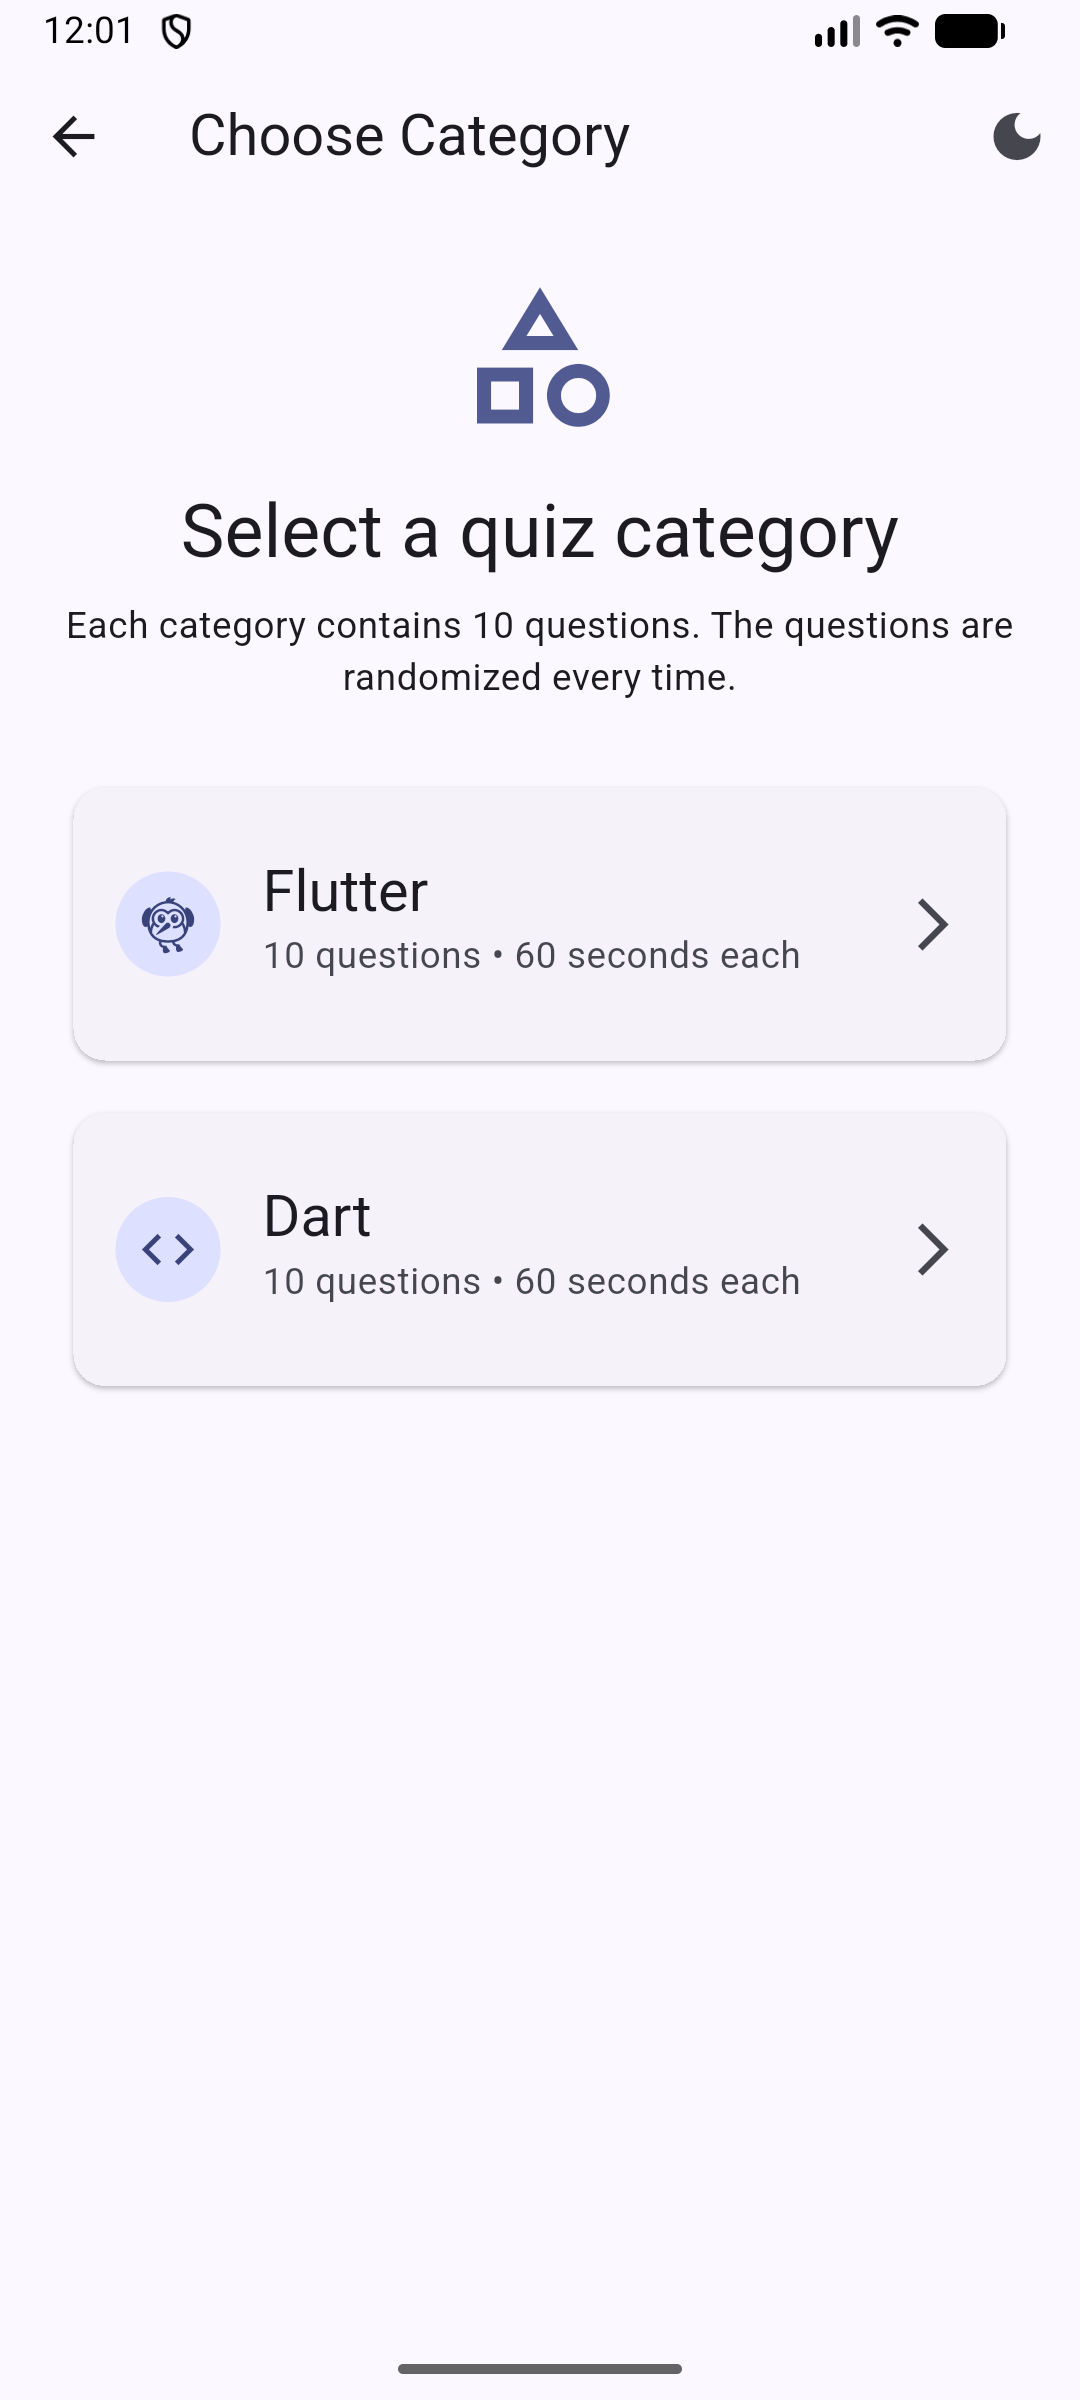 12:01
Choose Category
Select a quiz category
Each category contains 10 questions. The questions are
randomized every time.
Flutter
10 questions • 60 seconds each
Dart
10 questions • 60 seconds each